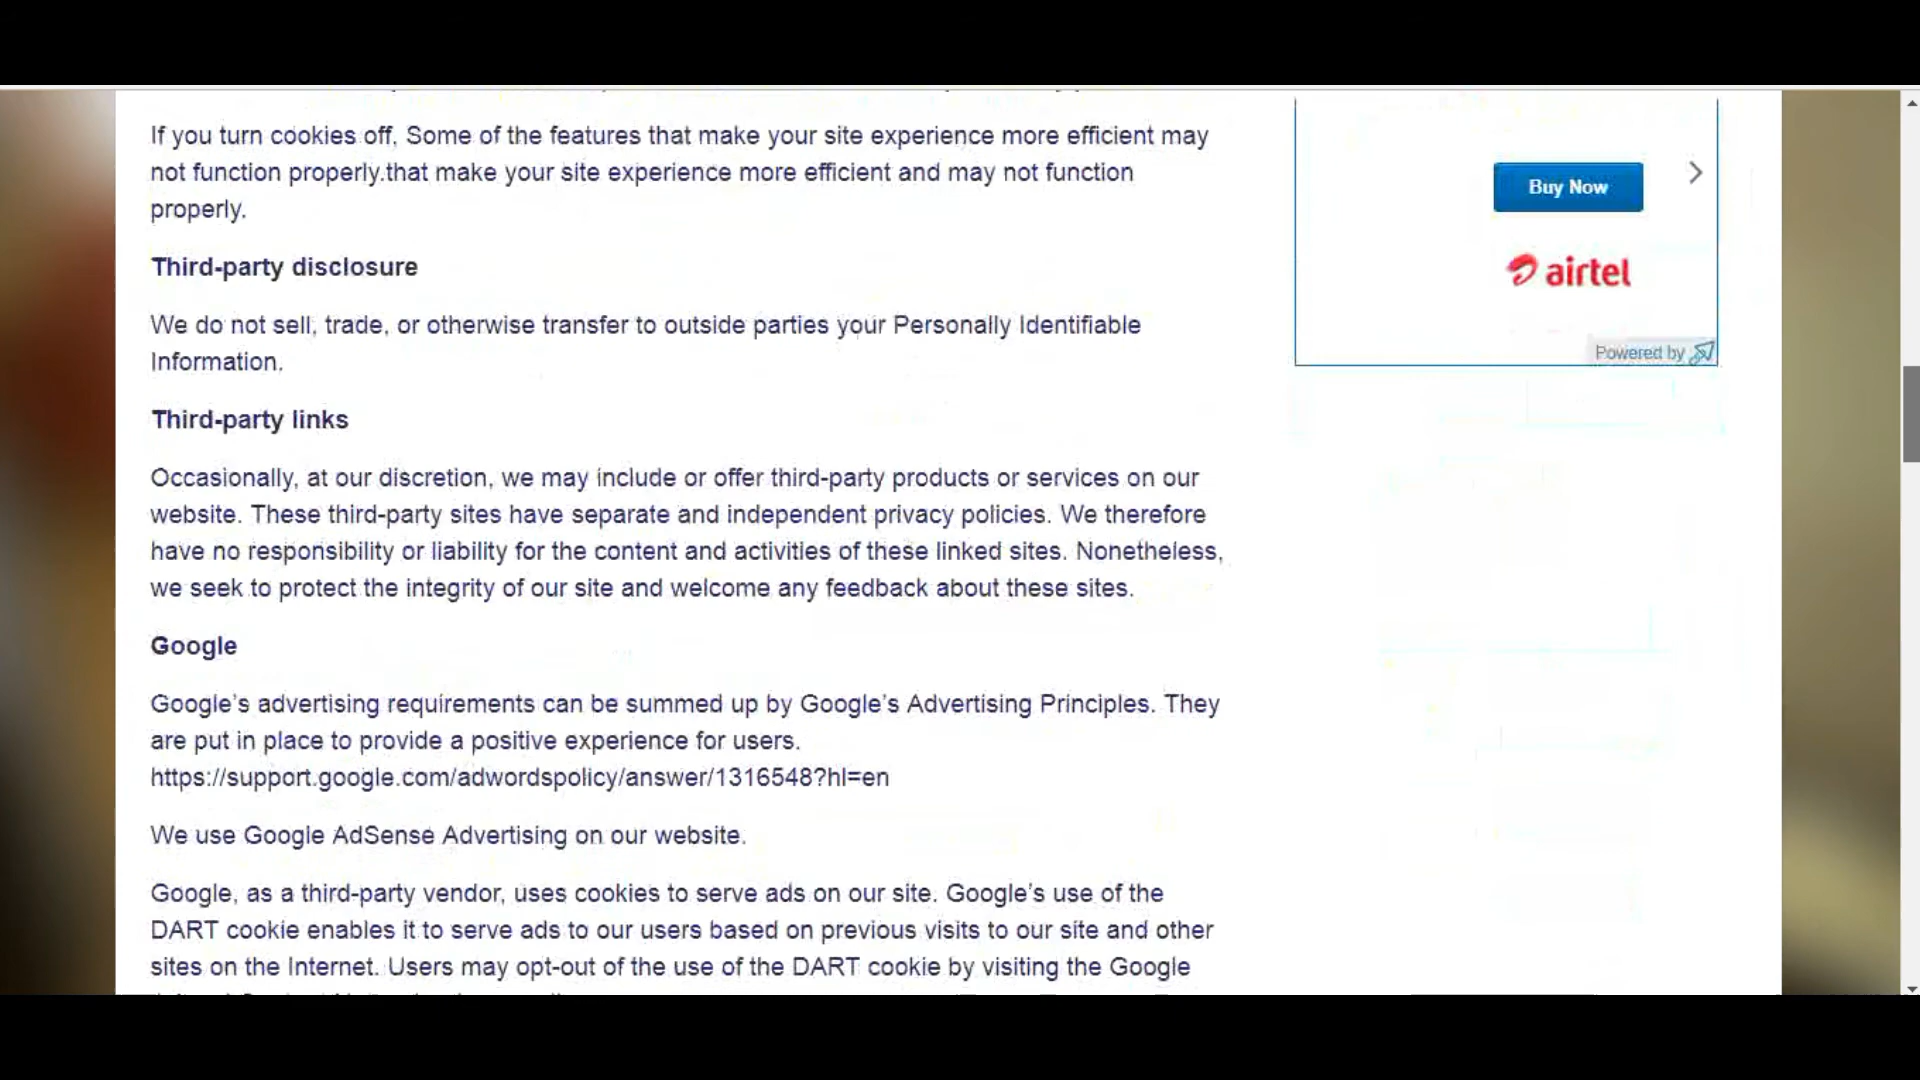 If you turn cookies off, Some of the features that make your site experience more efficient may
not function properly.that make your site experience more efficient and may not function
properly.
Third-party disclosure
We do not sell, trade, or otherwise transfer to outside parties your Personally Identifiable
Information.
Third-party links
Occasionally, at our discretion, we may include or offer third-party products or services on our
website. These third-party sites have separate and independent privacy policies. We therefore
have no responsibility or liability for the content and activities of these linked sites. Nonetheless,
we seek to protect the integrity of our site and welcome any feedback about these sites.
Google
Google’s advertising requirements can be summed up by Google’s Advertising Principles. They
are put in place to provide a positive experience for users.
https://support.google.com/adwordspolicy/answer/1316548?hl=en
We use Google AdSense Advertising on our website.
Google, as a third-party vendor, uses cookies to serve ads on our site. Google’s use of the
DART cookie enables it to serve ads to our users based on previous visits to our site and other
sites on the Internet. Users may opt-out of the use of the DART cookie by visiting the Google
Buy Now
airtel
Powered by